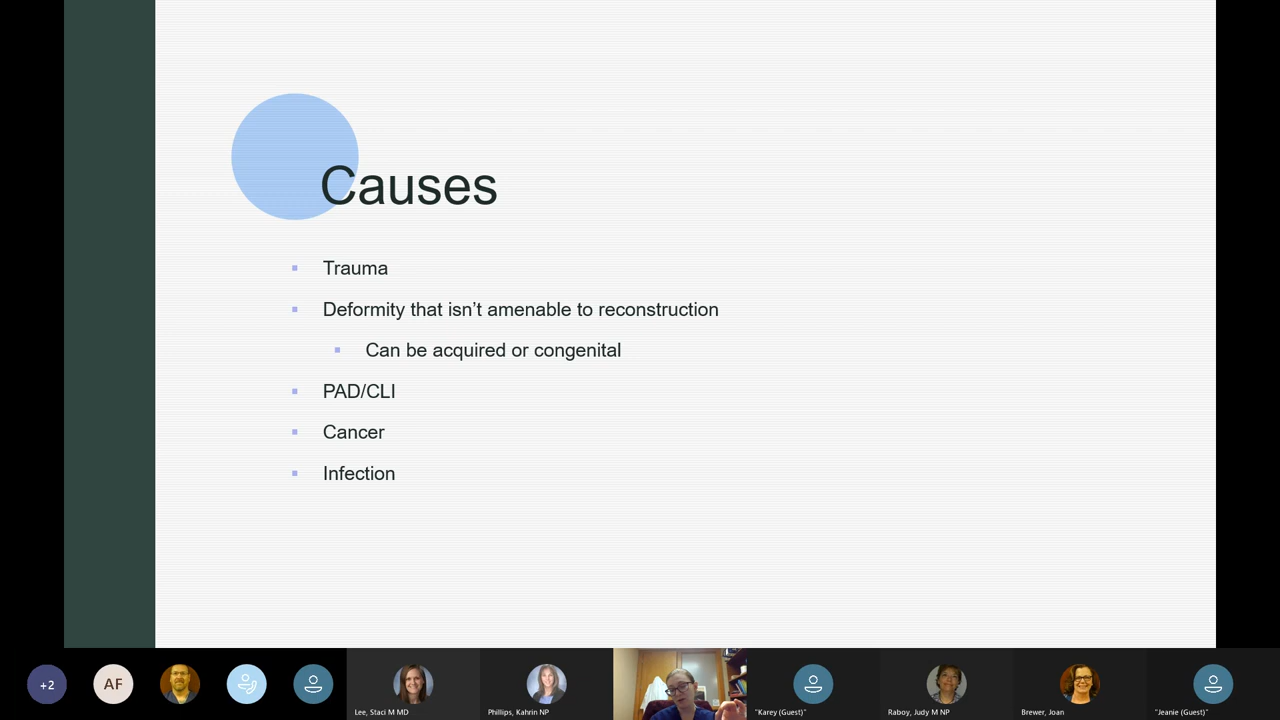 Causes
Trauma
Deformity that isn’t amenable to reconstruction
Can be acquired or congenital
PAD/CLI
Cancer
Infection
+2
AF
Lee, Staci M MD
Phillips, Kahrin NP
"Karey (Guest)"
Raboy, Judy M NP
Brewer, Joan
"Jeanie (Guest)"